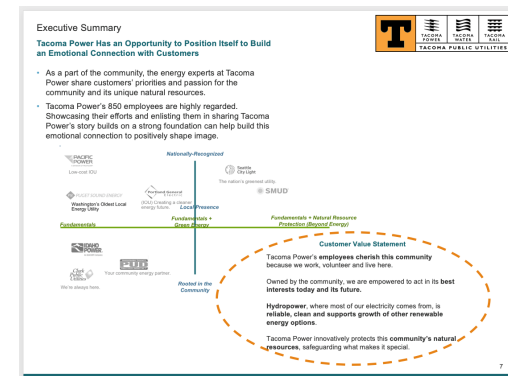 Executive Summary
Tacoma Power Has an Opportunity to Position Itself to Build
an Emotional Connection with Customers
T
TACOMA POWER
TACOMA WATER
TACOMA RAIL
TACOMA PUBLIC UTILITIES
• As a part of the community, the energy experts at Tacoma
Power share customers' priorities and passion for the
community and its unique natural resources.
• Tacoma Power's 850 employees are highly regarded.
Showcasing their efforts and enlisting them in sharing Tacoma
Power's story builds on a strong foundation can help build this
emotional connection to positively shape image.
PACIFIC
POWER
Low-cost IOU
Nationally-Recognized
Seattle
City Light
The nation's greenest utility
SMUD
PUGET SOUND ENERGY
Washington's Oldest Local
Energy Utility
Portland General
(IOU) Creating a cleaner
energy future.
Local Presence
Fundamentals
Fundamentals +
Green Energy
Fundamentals + Natural Resource
Protection (Beyond Energy)
IDAHO
POWER
Clark
Public
Utilities
We're always here.
PUD
Your community energy partner
Rooted in the
Community
Customer Value Statement
Tacoma Power's employees cherish this community
because we work, volunteer and live here.
Owned by the community, we are empowered to act in its best
interests today and its future.
Hydropower, where most of our electricity comes from, is
reliable, clean and supports growth of other renewable
energy options.
Tacoma Power innovatively protects this community's natural
resources, safeguarding what makes it special.
7